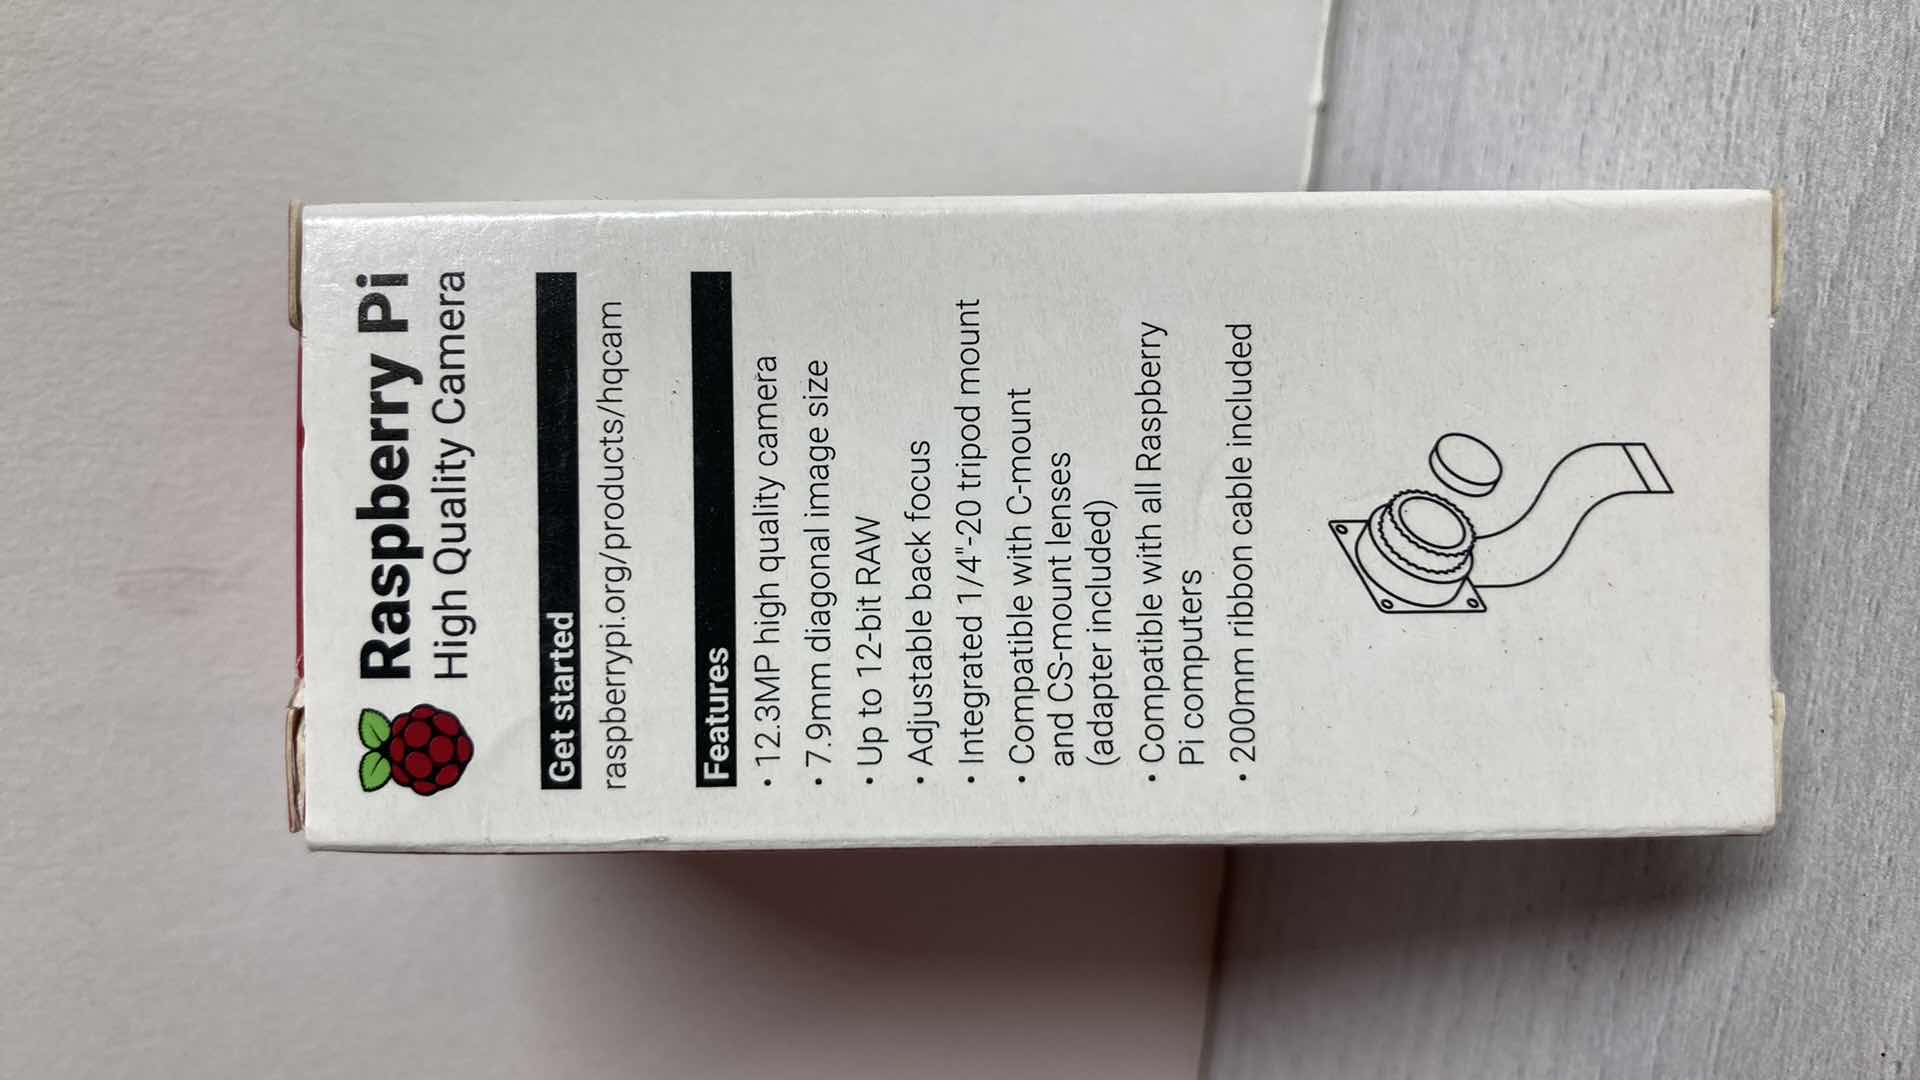 Raspberry Pi
High Quality Camera
Get started
raspberrypi.org/products/hqcam
Features
• 12.3MP high quality camera
• 7.9mm diagonal image size
• Up to 12-bit RAW
• Adjustable back focus
• Integrated 1/4"-20 tripod mount
• Compatible with C-mount
and CS-mount lenses
(adapter included)
• Compatible with all Raspberry
Pi computers
• 200mm ribbon cable included